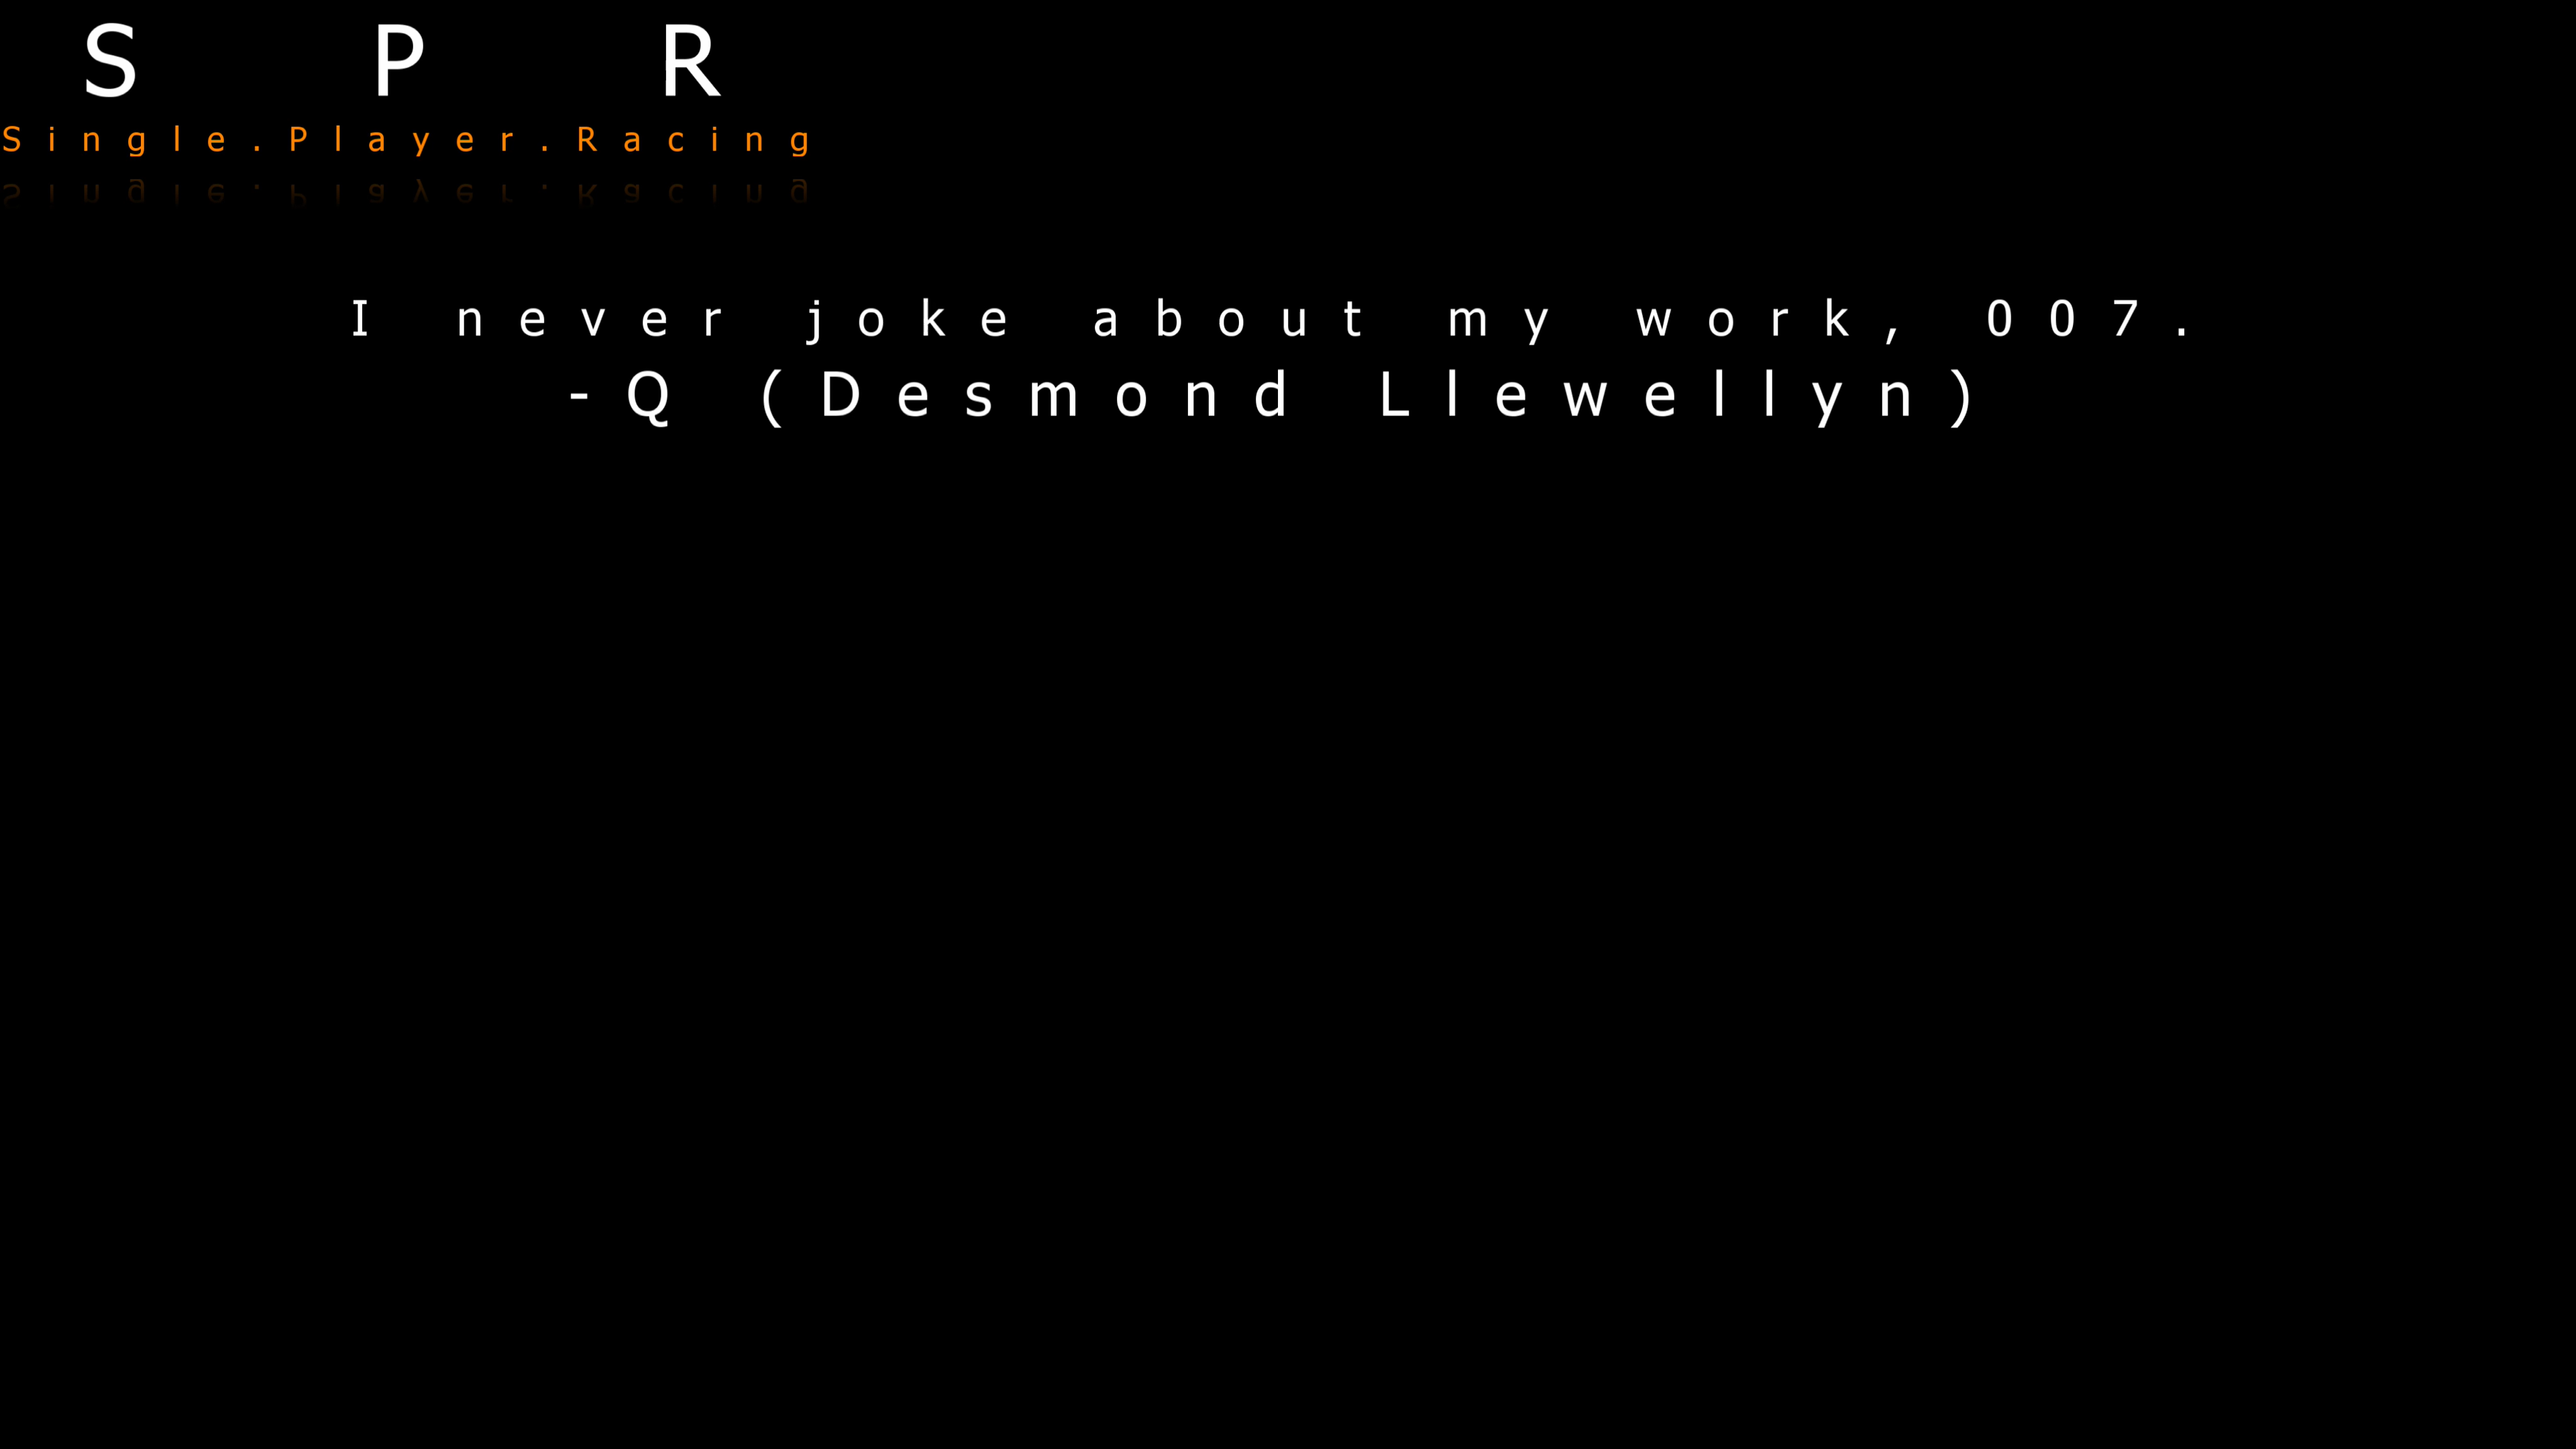 S P R
Single.Player.Racing
I never joke about my work, 007.
-Q (Desmond Llewellyn)